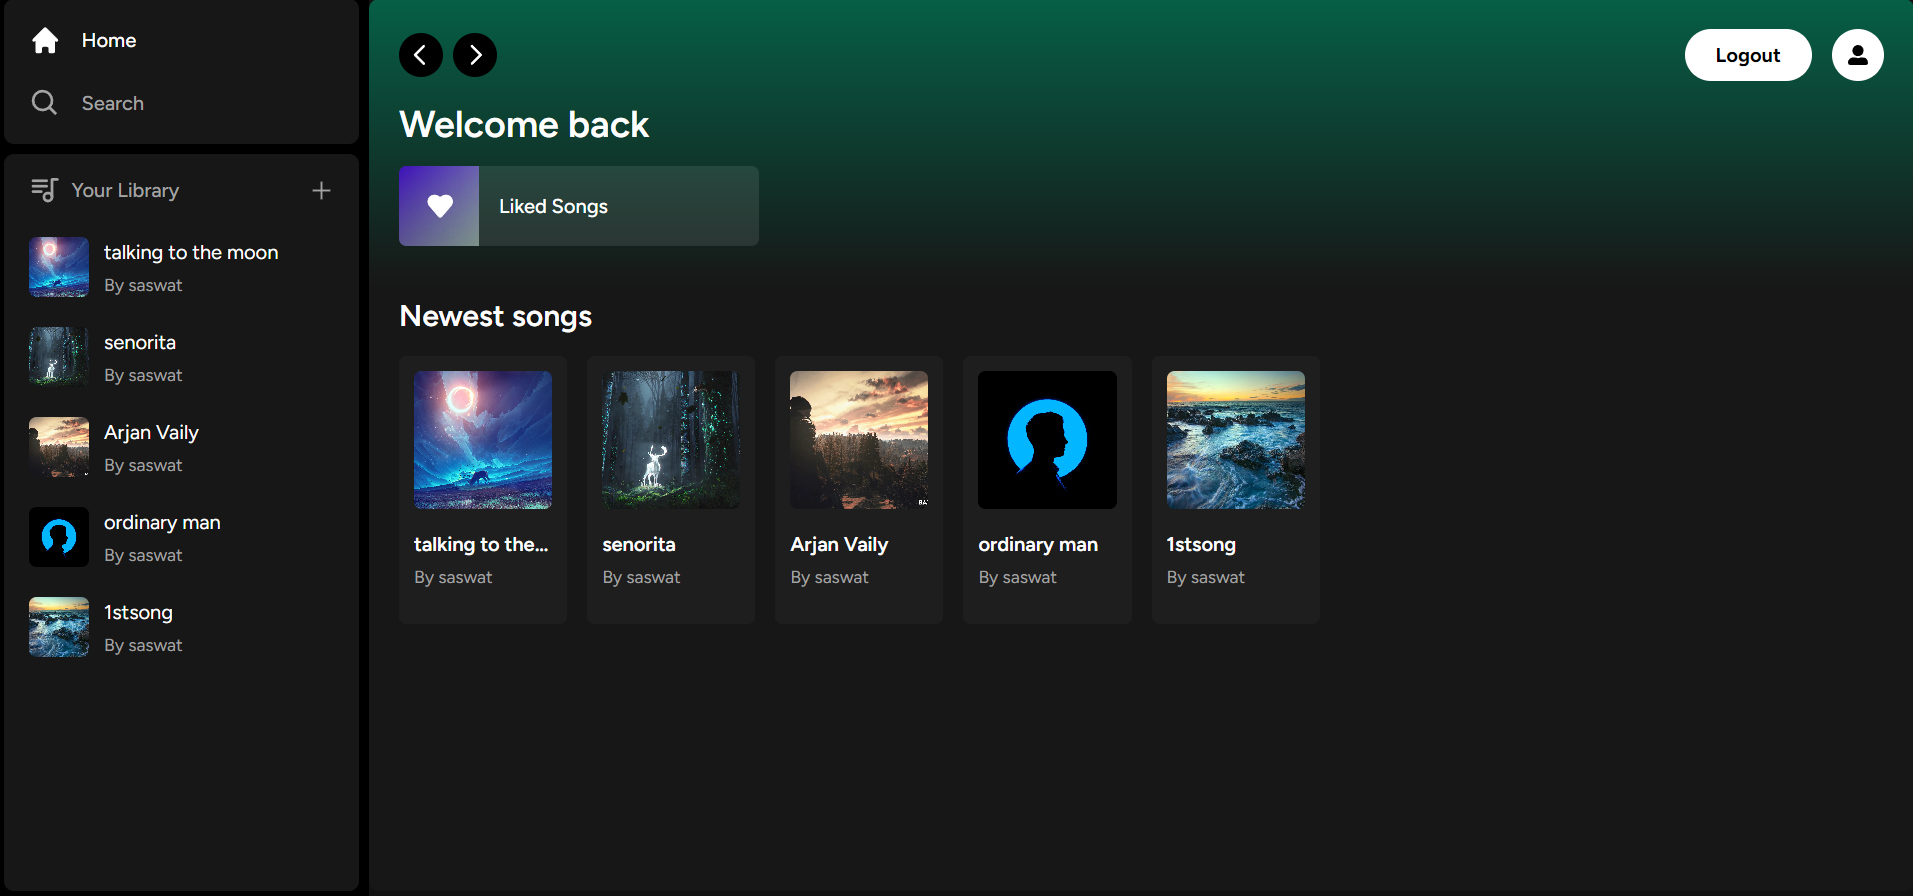 Home
Search
Your Library
talking to the moon
By saswat
senorita
By saswat
Arjan Vaily
By saswat
ordinary man
By saswat
1stsong
By saswat
Logout
Welcome back
Liked Songs
Newest songs
talking to the...
By saswat
senorita
By saswat
Arjan Vaily
By saswat
ordinary man
By saswat
1stsong
By saswat